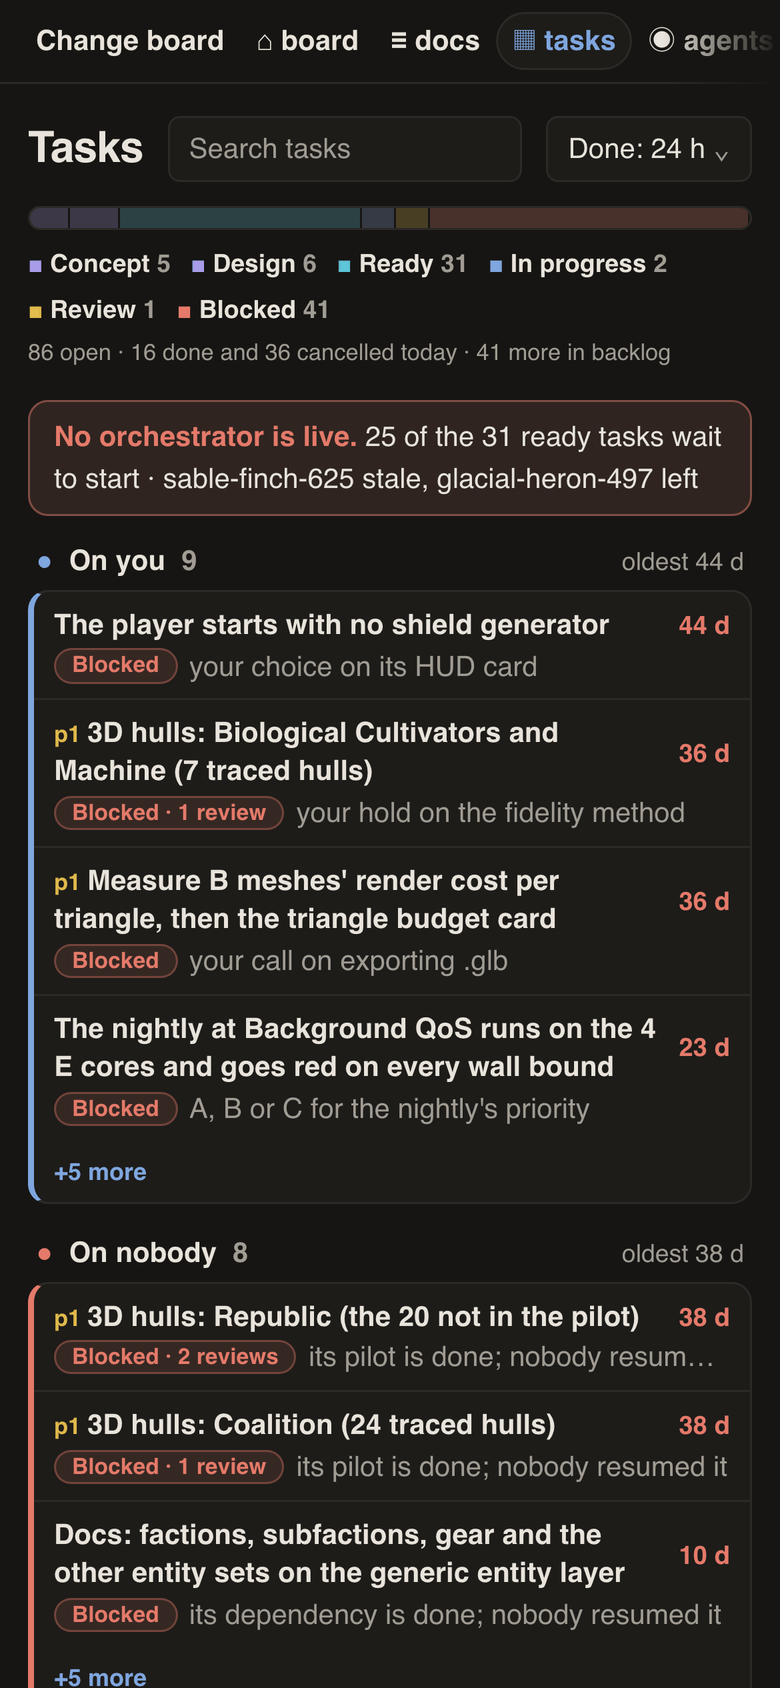 Change board ⌂ board ≡ docs ▦ tasks ◉ agents
Tasks Search tasks Done: 24 h ⌄
Concept 5 Design 6 Ready 31 In progress 2
Review 1 Blocked 41
86 open · 16 done and 36 cancelled today · 41 more in backlog
No orchestrator is live. 25 of the 31 ready tasks wait
to start · sable-finch-625 stale, glacial-heron-497 left
On you 9 oldest 44 d
The player starts with no shield generator 44 d
Blocked your choice on its HUD card
p1 3D hulls: Biological Cultivators and
Machine (7 traced hulls) 36 d
Blocked · 1 review your hold on the fidelity method
p1 Measure B meshes' render cost per
triangle, then the triangle budget card 36 d
Blocked your call on exporting .glb
The nightly at Background QoS runs on the 4
E cores and goes red on every wall bound 23 d
Blocked A, B or C for the nightly's priority
+5 more
On nobody 8 oldest 38 d
p1 3D hulls: Republic (the 20 not in the pilot) 38 d
Blocked · 2 reviews its pilot is done; nobody resum…
p1 3D hulls: Coalition (24 traced hulls) 38 d
Blocked · 1 review its pilot is done; nobody resumed it
Docs: factions, subfactions, gear and the
other entity sets on the generic entity layer 10 d
Blocked its dependency is done; nobody resumed it
+5 more